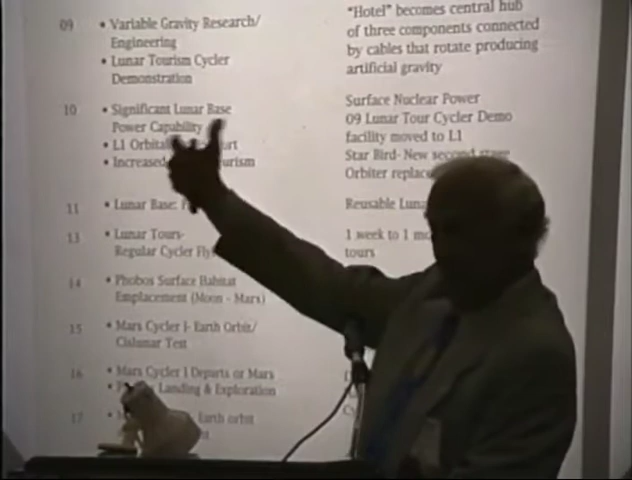 09 • Variable Gravity Research/
Engineering
• Lunar Tourism Cycler
Demonstration
"Hotel" becomes central hub
of three components connected
by cables that rotate producing
artificial gravity
10 • Significant Lunar Base
Power Capability
• L1 Orbital
• Increased
Surface Nuclear Power
09 Lunar Tour Cycler Demo
facility moved to L1
Star Bird- New second stage
Orbiter
11 • Lunar Base:
Reusable
13 • Lunar Tours-
Regular Cycler
1 week to 1
tours
14 • Phobos Surface Habitat
Emplacement (Moon - Mars)
15 • Mars Cycler I- Earth Orbit/
Cislunar Test
16 • Mars Cycler I Departs or Mars
• Landing & Exploration
17 • Earth orbit